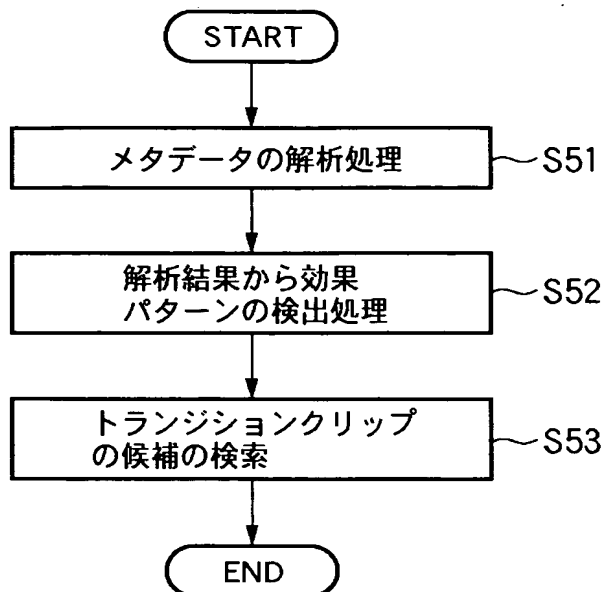 START
メタデータの解析処理
S51
解析結果から効果
パターンの検出処理
S52
トランジションクリップ
の候補の検索
S53
END